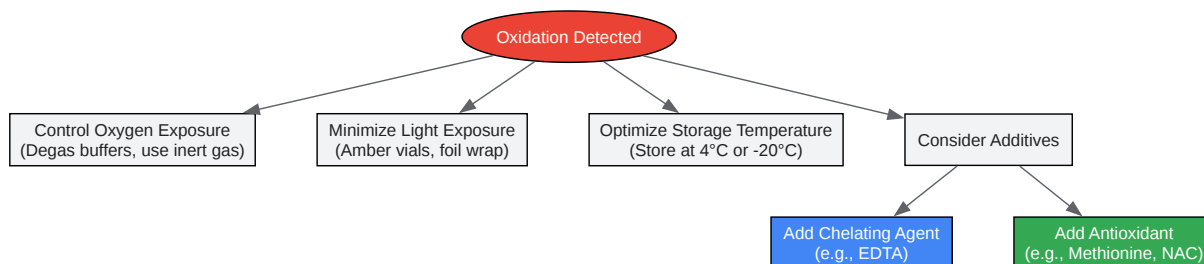 Oxidation Detected
Control Oxygen Exposure
(Degas buffers, use inert gas)
Minimize Light Exposure
(Amber vials, foil wrap)
Optimize Storage Temperature
(Store at 4°C or -20°C)
Consider Additives
Add Chelating Agent
(e.g., EDTA)
Add Antioxidant
(e.g., Methionine, NAC)